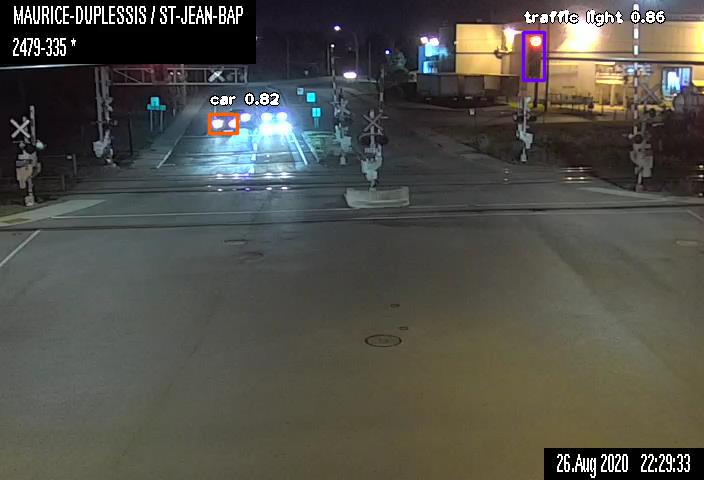 MAURICE-DUPLESSIS / ST-JEAN-BAP
2479-335 *
traffic light 0.86
car 0.82
26.Aug 2020 22:29:33